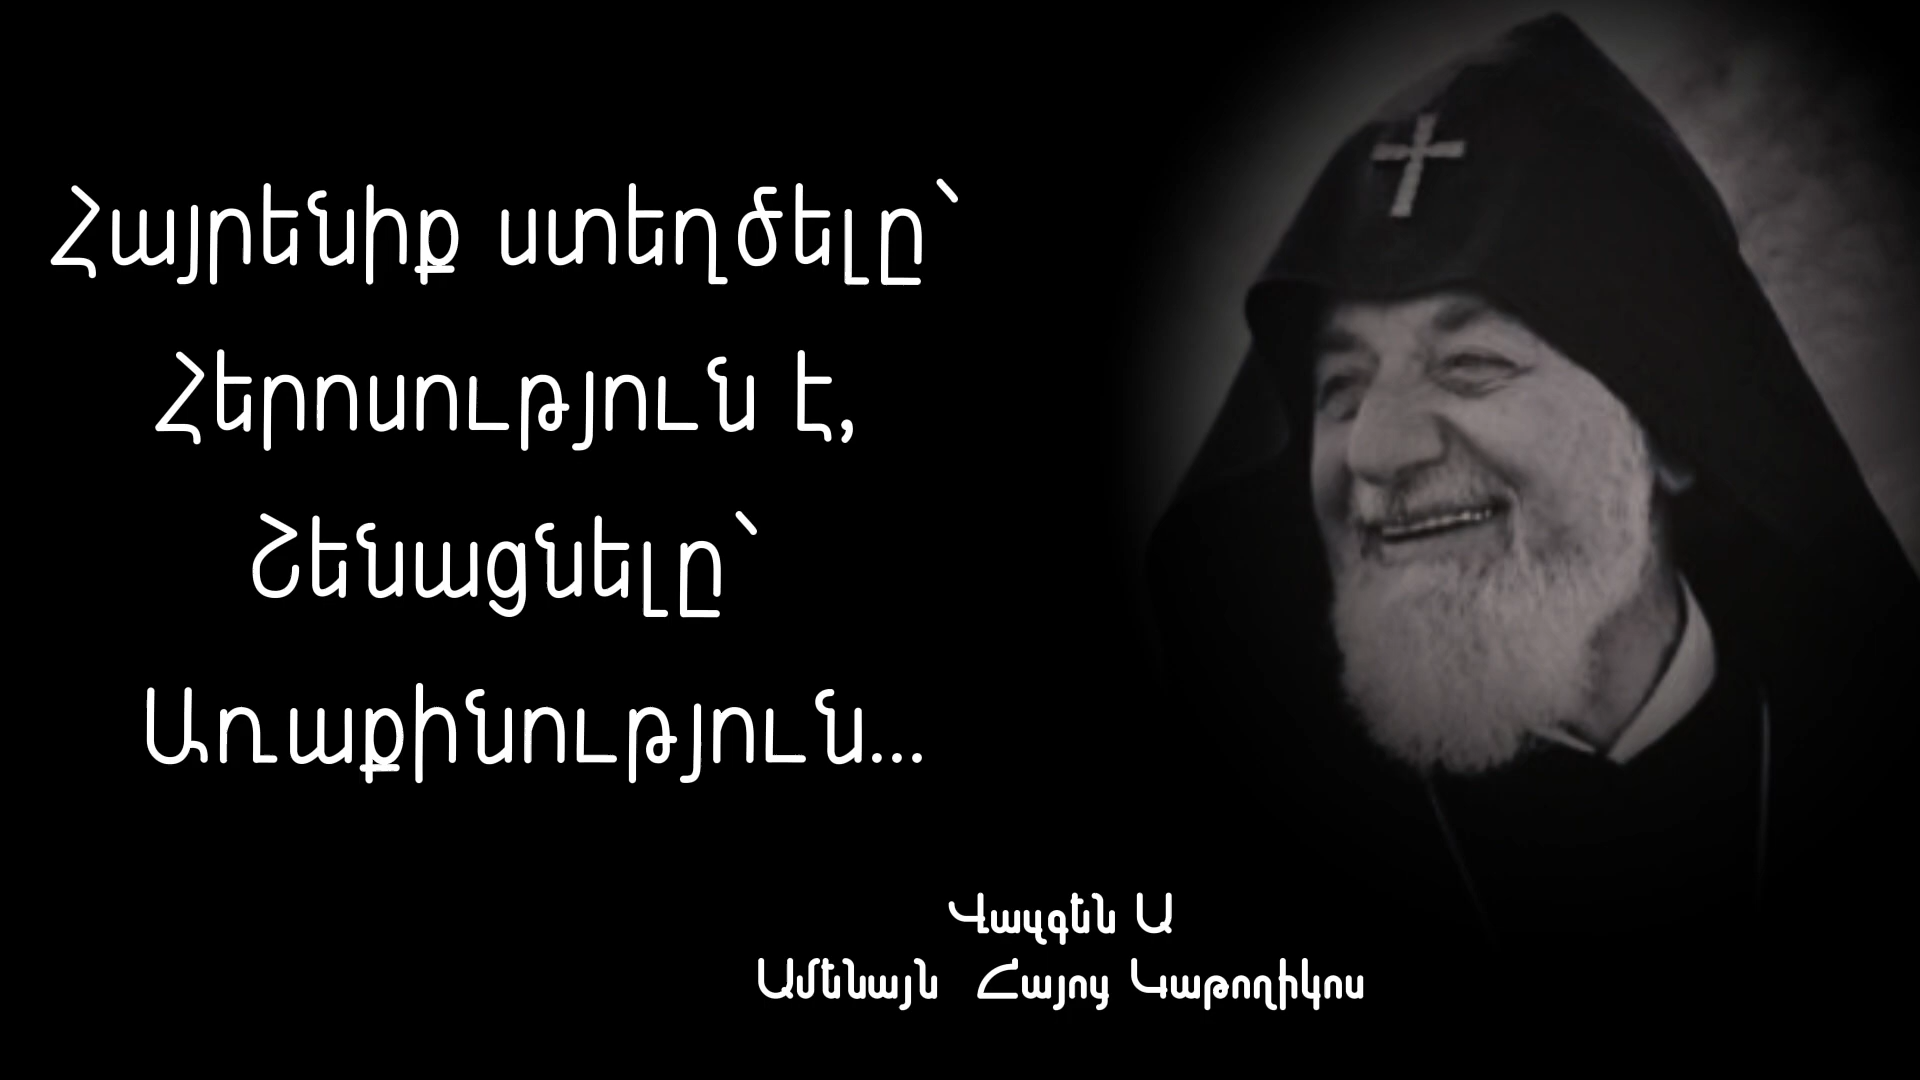 Հայրենիք ստեղծելը՝
Հերոսություն է,
Շենացնելը՝
Առաքինություն...
Վազգեն Ա
Ամենայն Հայոց Կաթողիկոս